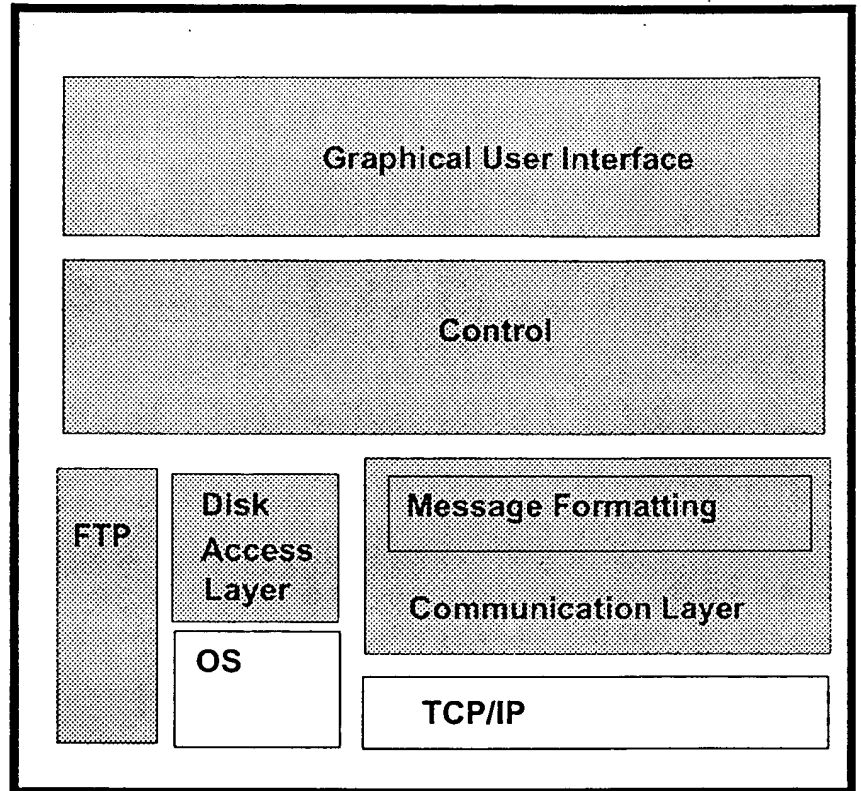 Graphical User Interface
Control
FTP
Disk
Access
Layer
OS
Message Formatting
Communication Layer
TCP/IP